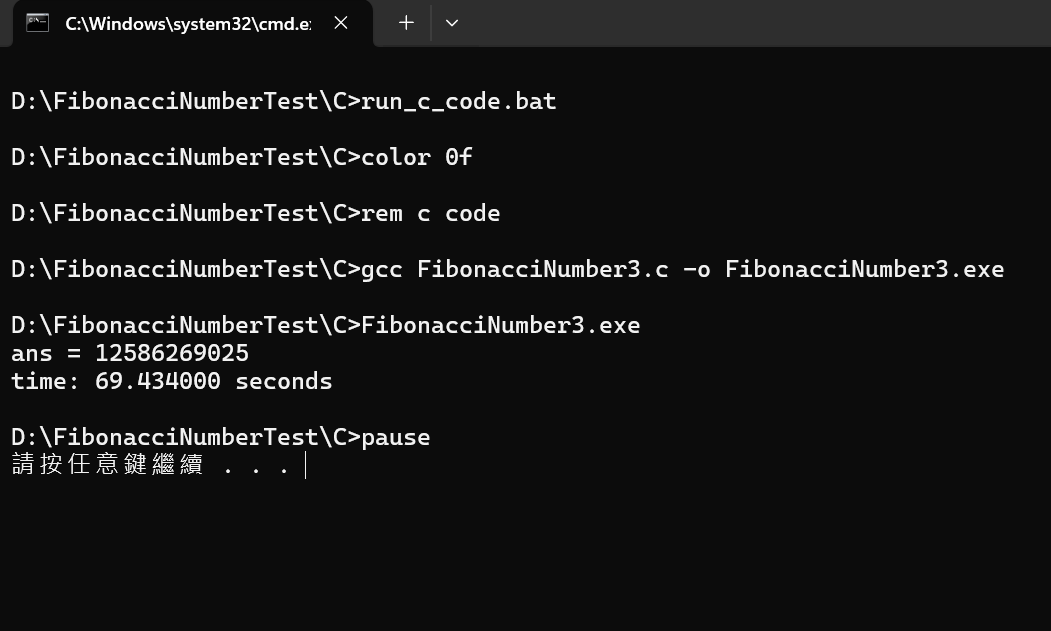 C:\Windows\system32\cmd.e
D:\FibonacciNumberTest\C>run_c_code.bat
D:\FibonacciNumberTest\C>color 0f
D:\FibonacciNumberTest\C>rem c code
D:\FibonacciNumberTest\C>gcc FibonacciNumber3.c -o FibonacciNumber3.exe
D:\FibonacciNumberTest\C>FibonacciNumber3.exe
ans = 12586269025
time: 69.434000 seconds
D:\FibonacciNumberTest\C>pause
請按任意鍵繼續 . . .